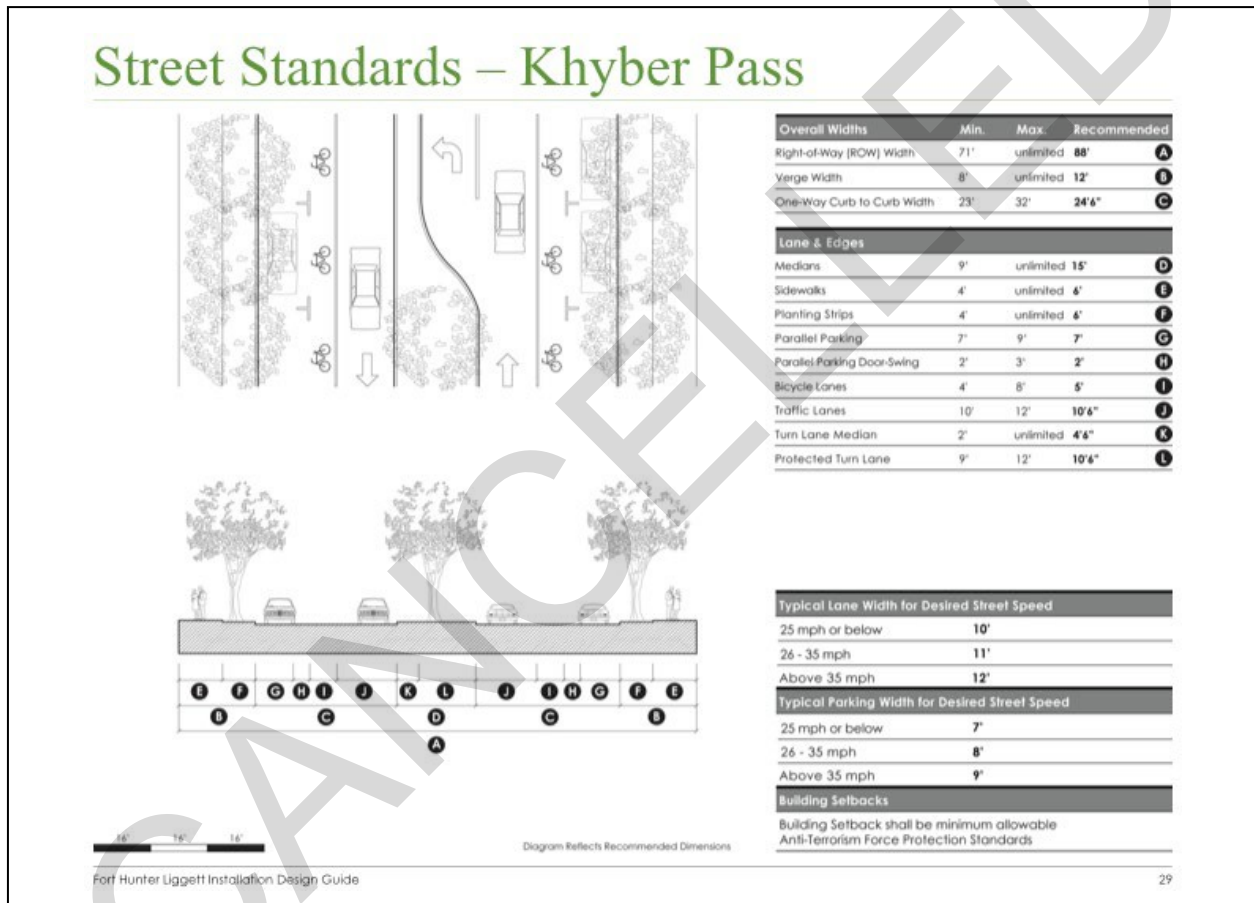 Street Standards – Khyber Pass
Overall Widths Min. Max. Recommended
Right-of-Way (ROW) Width 71' unlimited 88' A
Verge Width 8' unlimited 12' B
One-Way Curb to Curb Width 23' 32' 24'6" C
Lane & Edges
Medians 9' unlimited 15' D
Sidewalks 4' unlimited 6' E
Planting Strips 4' unlimited 6' F
Parallel Parking 7' 9' 7' G
Parallel Parking Door-Swing 2' 3' 2' H
Bicycle Lanes 4' 8' 5' I
Traffic Lanes 10' 12' 10'6" J
Turn Lane Median 2' unlimited 4'6" K
Protected Turn Lane 9' 12' 10'6" L
E F G H I J K L J I H G F E
B C D C B
A
Typical Lane Width for Desired Street Speed
25 mph or below 10'
26 - 35 mph 11'
Above 35 mph 12'
Typical Parking Width for Desired Street Speed
25 mph or below 7'
26 - 35 mph 8'
Above 35 mph 9'
Building Setbacks
Building Setback shall be minimum allowable
Anti-Terrorism Force Protection Standards
16' 16' 16'
Diagram Reflects Recommended Dimensions
Fort Hunter Liggett Installation Design Guide 29
CANCELLED